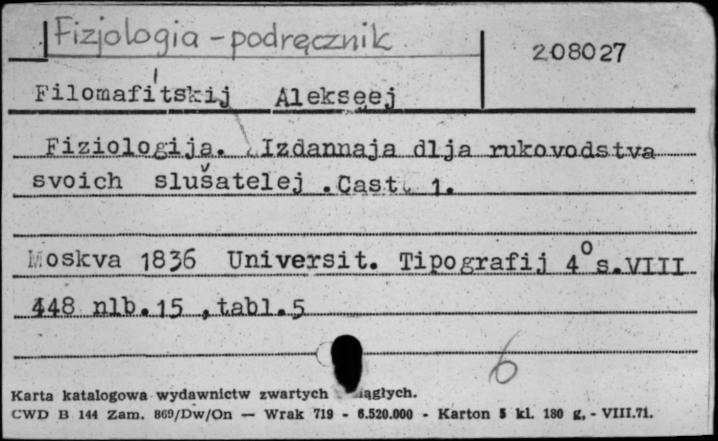 Fizjologia - podręcznik
208027
Filomafitskij Alekseej
Fiziologija. Izdannaja dlja rukovodstva
svoich slušatelej . Cast. 1.
Moskva 1836 Universit. Tipografij 4° s.VIII
448 nlb.15 , tabl.5
6
Karta katalogowa wydawnictw zwartych
CWD B 144 Zam. 869/Dw/On — Wrak 719 - 6.520.000 - Karton 5 kl. 180 g. - VIII.71.